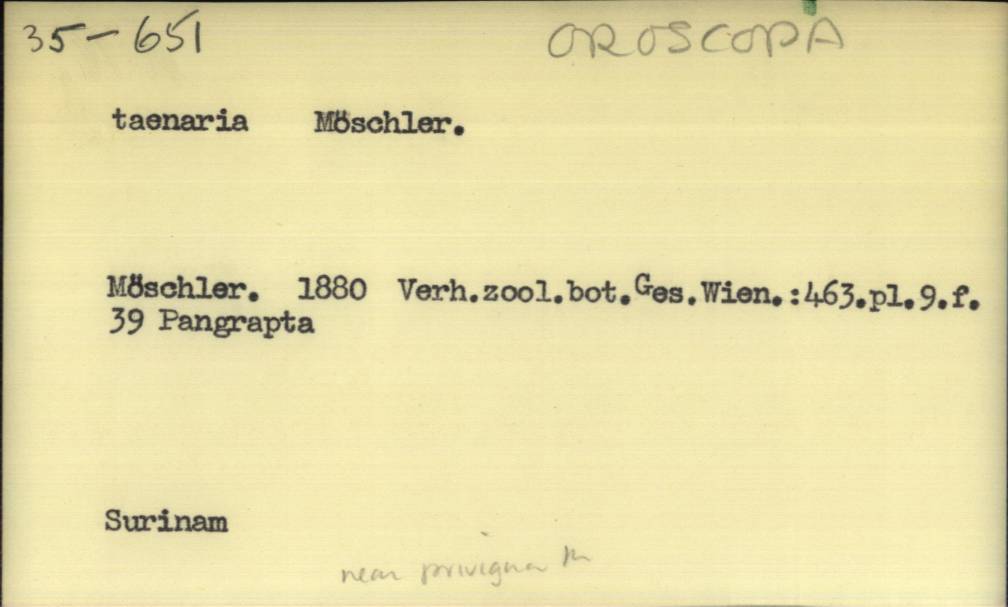 35-651 OROSCOPA
taenaria Möschler.
Möschler. 1880 Verh.zool.bot.Ges.Wien.:463.pl.9.f.
39 Pangrapta
Surinam
near privigna